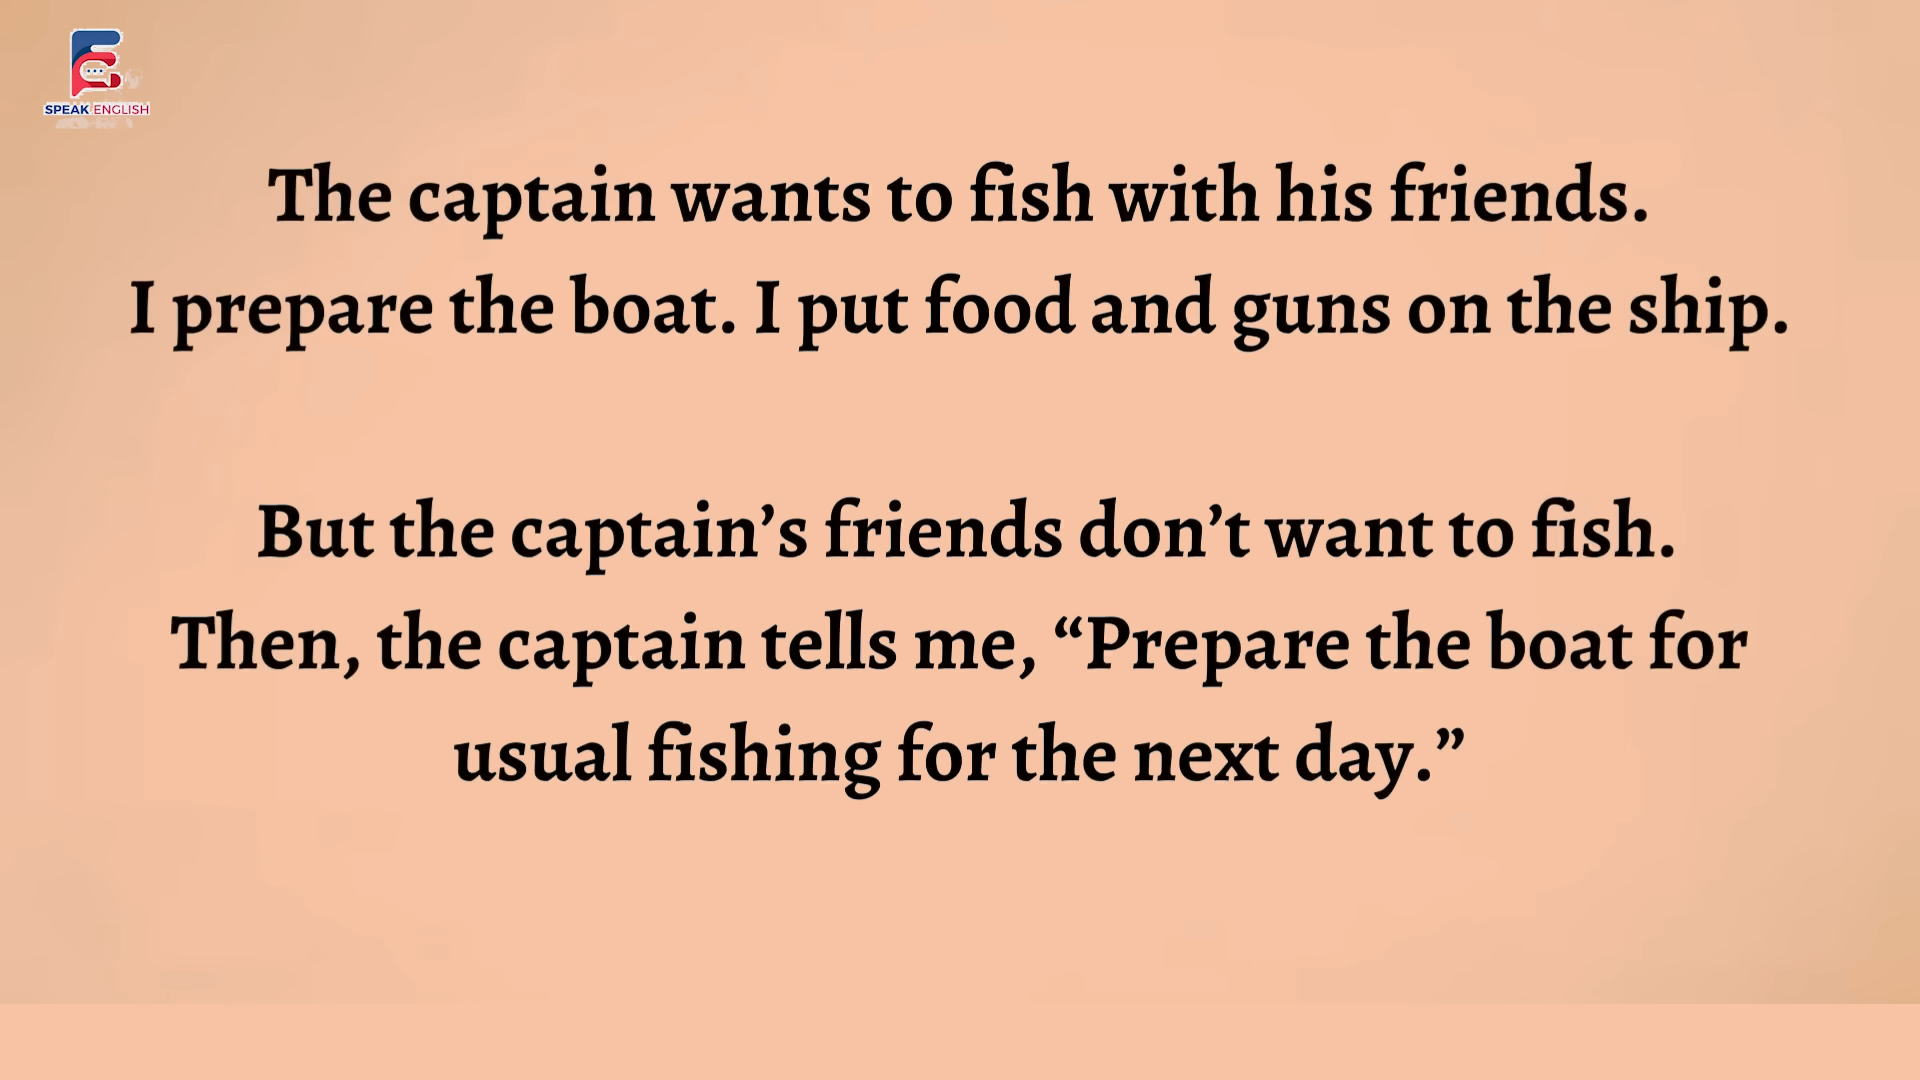 SPEAK ENGLISH
The captain wants to fish with his friends.
I prepare the boat. I put food and guns on the ship.
But the captain’s friends don’t want to fish.
Then, the captain tells me, “Prepare the boat for
usual fishing for the next day.”